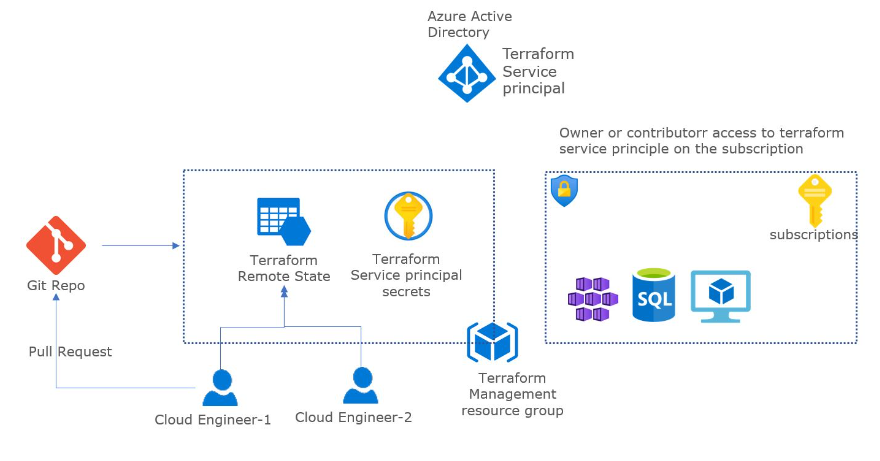 Azure Active
Directory
Terraform
Service
principal
Owner or contributorr access to terraform
service principle on the subscription
subscriptions
SQL
Terraform
Remote State
Terraform
Service principal
secrets
Git Repo
Pull Request
Terraform
Management
resource group
Cloud Engineer-1
Cloud Engineer-2